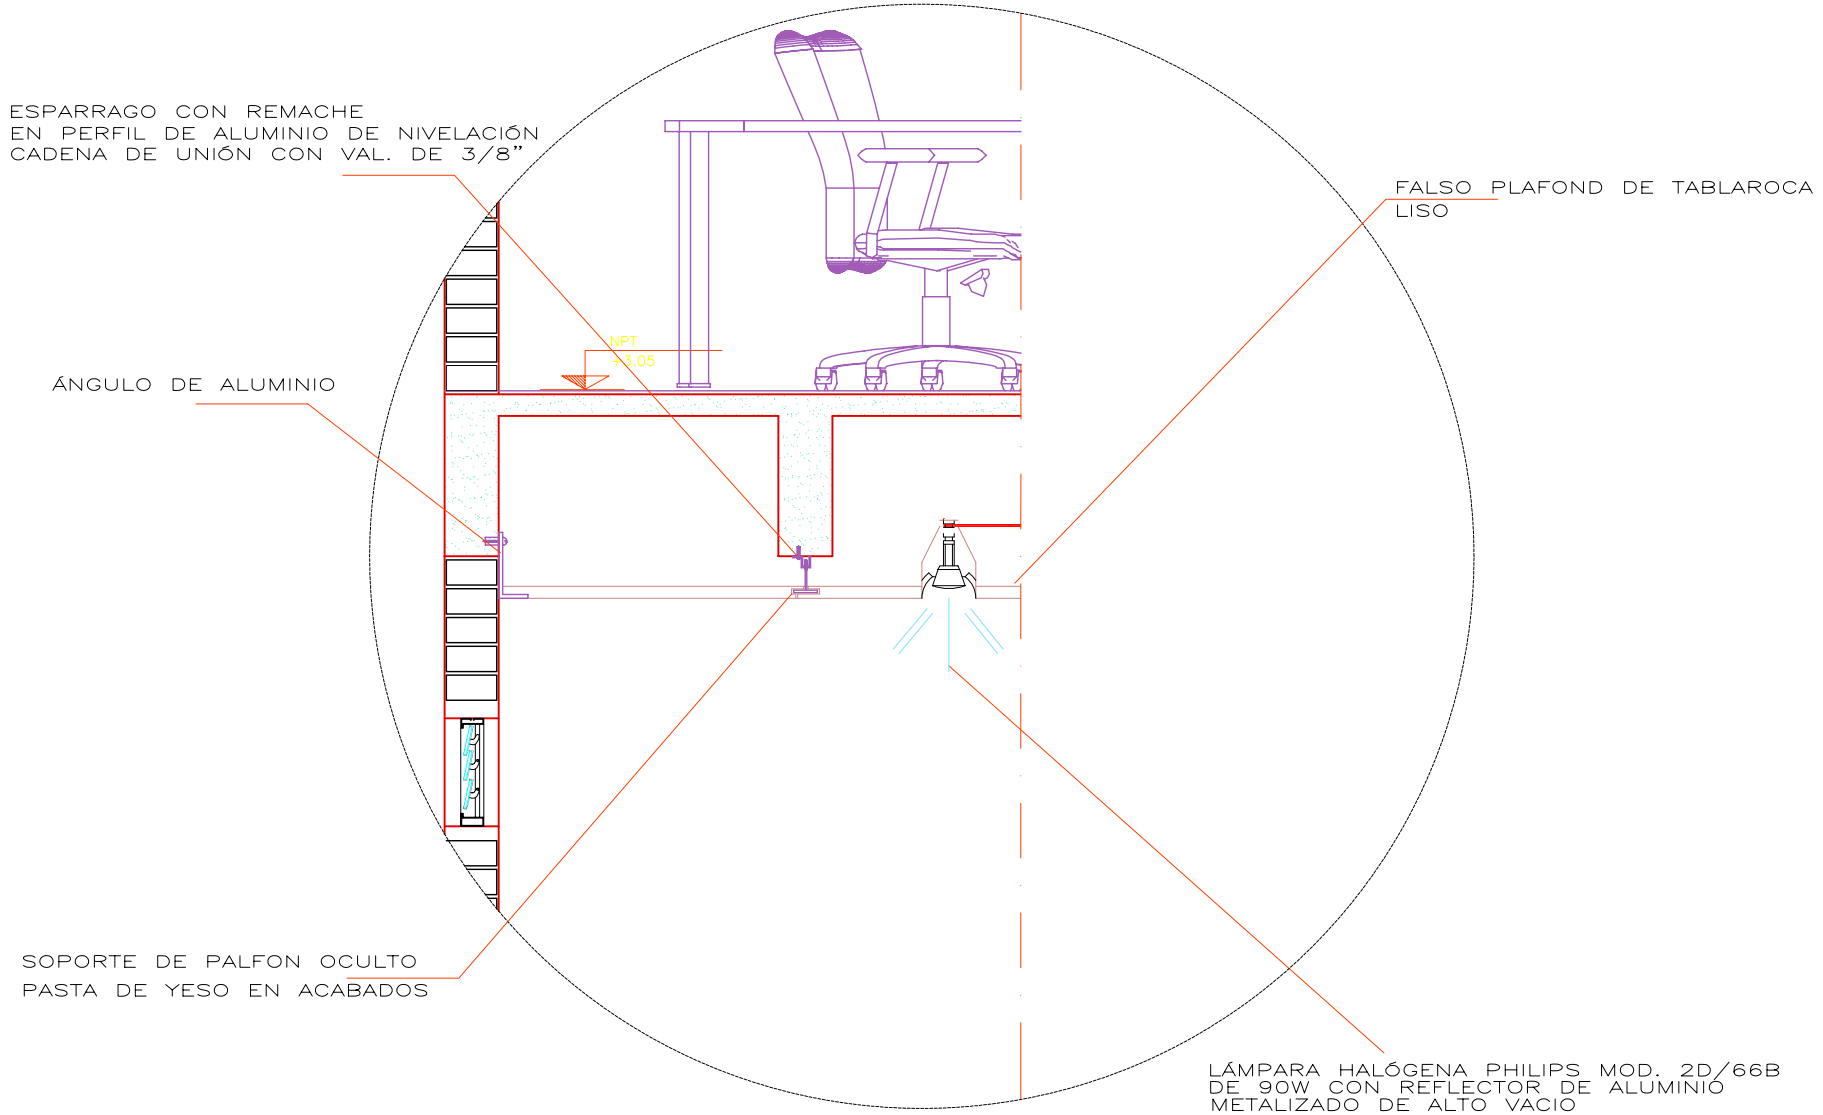 ESPARRAGO CON REMACHE
EN PERFIL DE ALUMINIO DE NIVELACIÓN
CADENA DE UNIÓN CON VAL. DE 3/8”
FALSO PLAFOND DE TABLAROCA
LISO
NPT
+3.05
ÁNGULO DE ALUMINIO
SOPORTE DE PALFON OCULTO
PASTA DE YESO EN ACABADOS
LÁMPARA HALÓGENA PHILIPS MOD. 2D/66B
DE 90W CON REFLECTOR DE ALUMINIO
METALIZADO DE ALTO VACIO